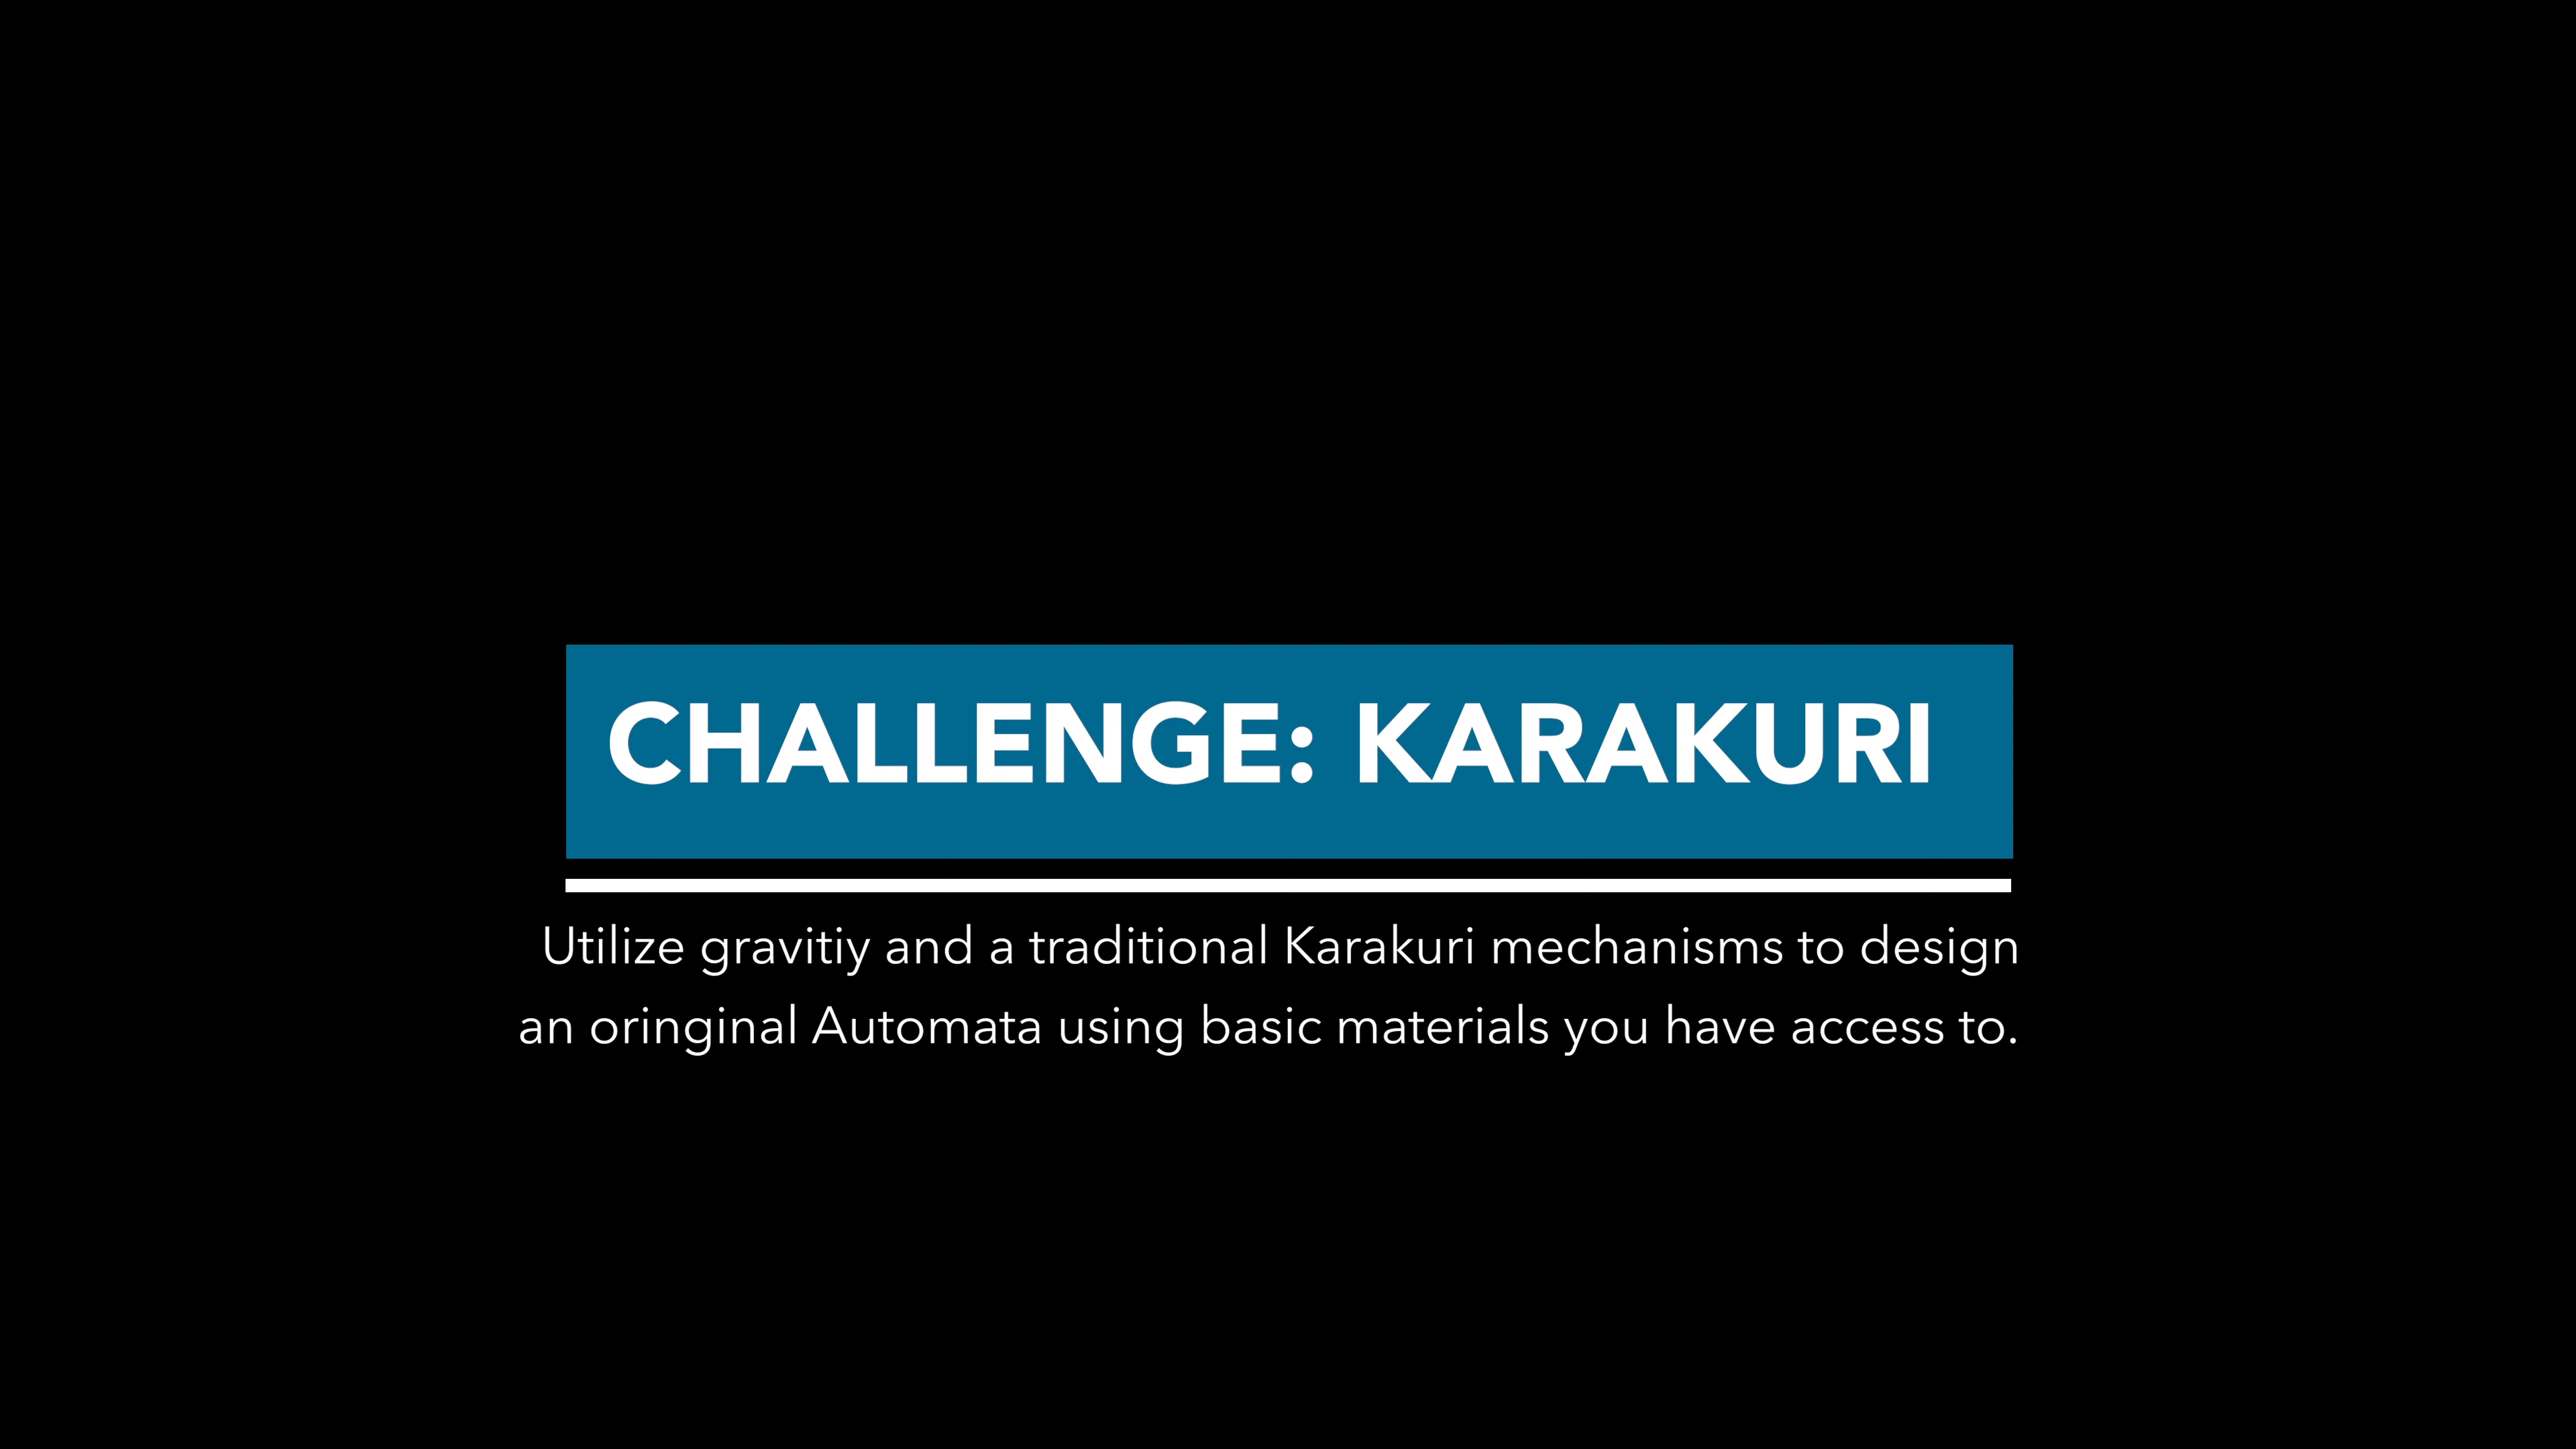 CHALLENGE: KARAKURI
Utilize gravitiy and a traditional Karakuri mechanisms to design
an oringinal Automata using basic materials you have access to.